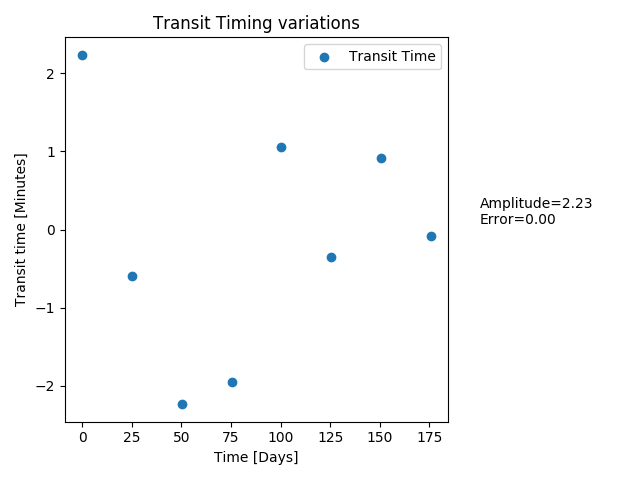 Transit Timing variations
Transit Time
Transit time [Minutes]
2
1
0
−1
−2
Amplitude=2.23
Error=0.00
0 25 50 75 100 125 150 175
Time [Days]